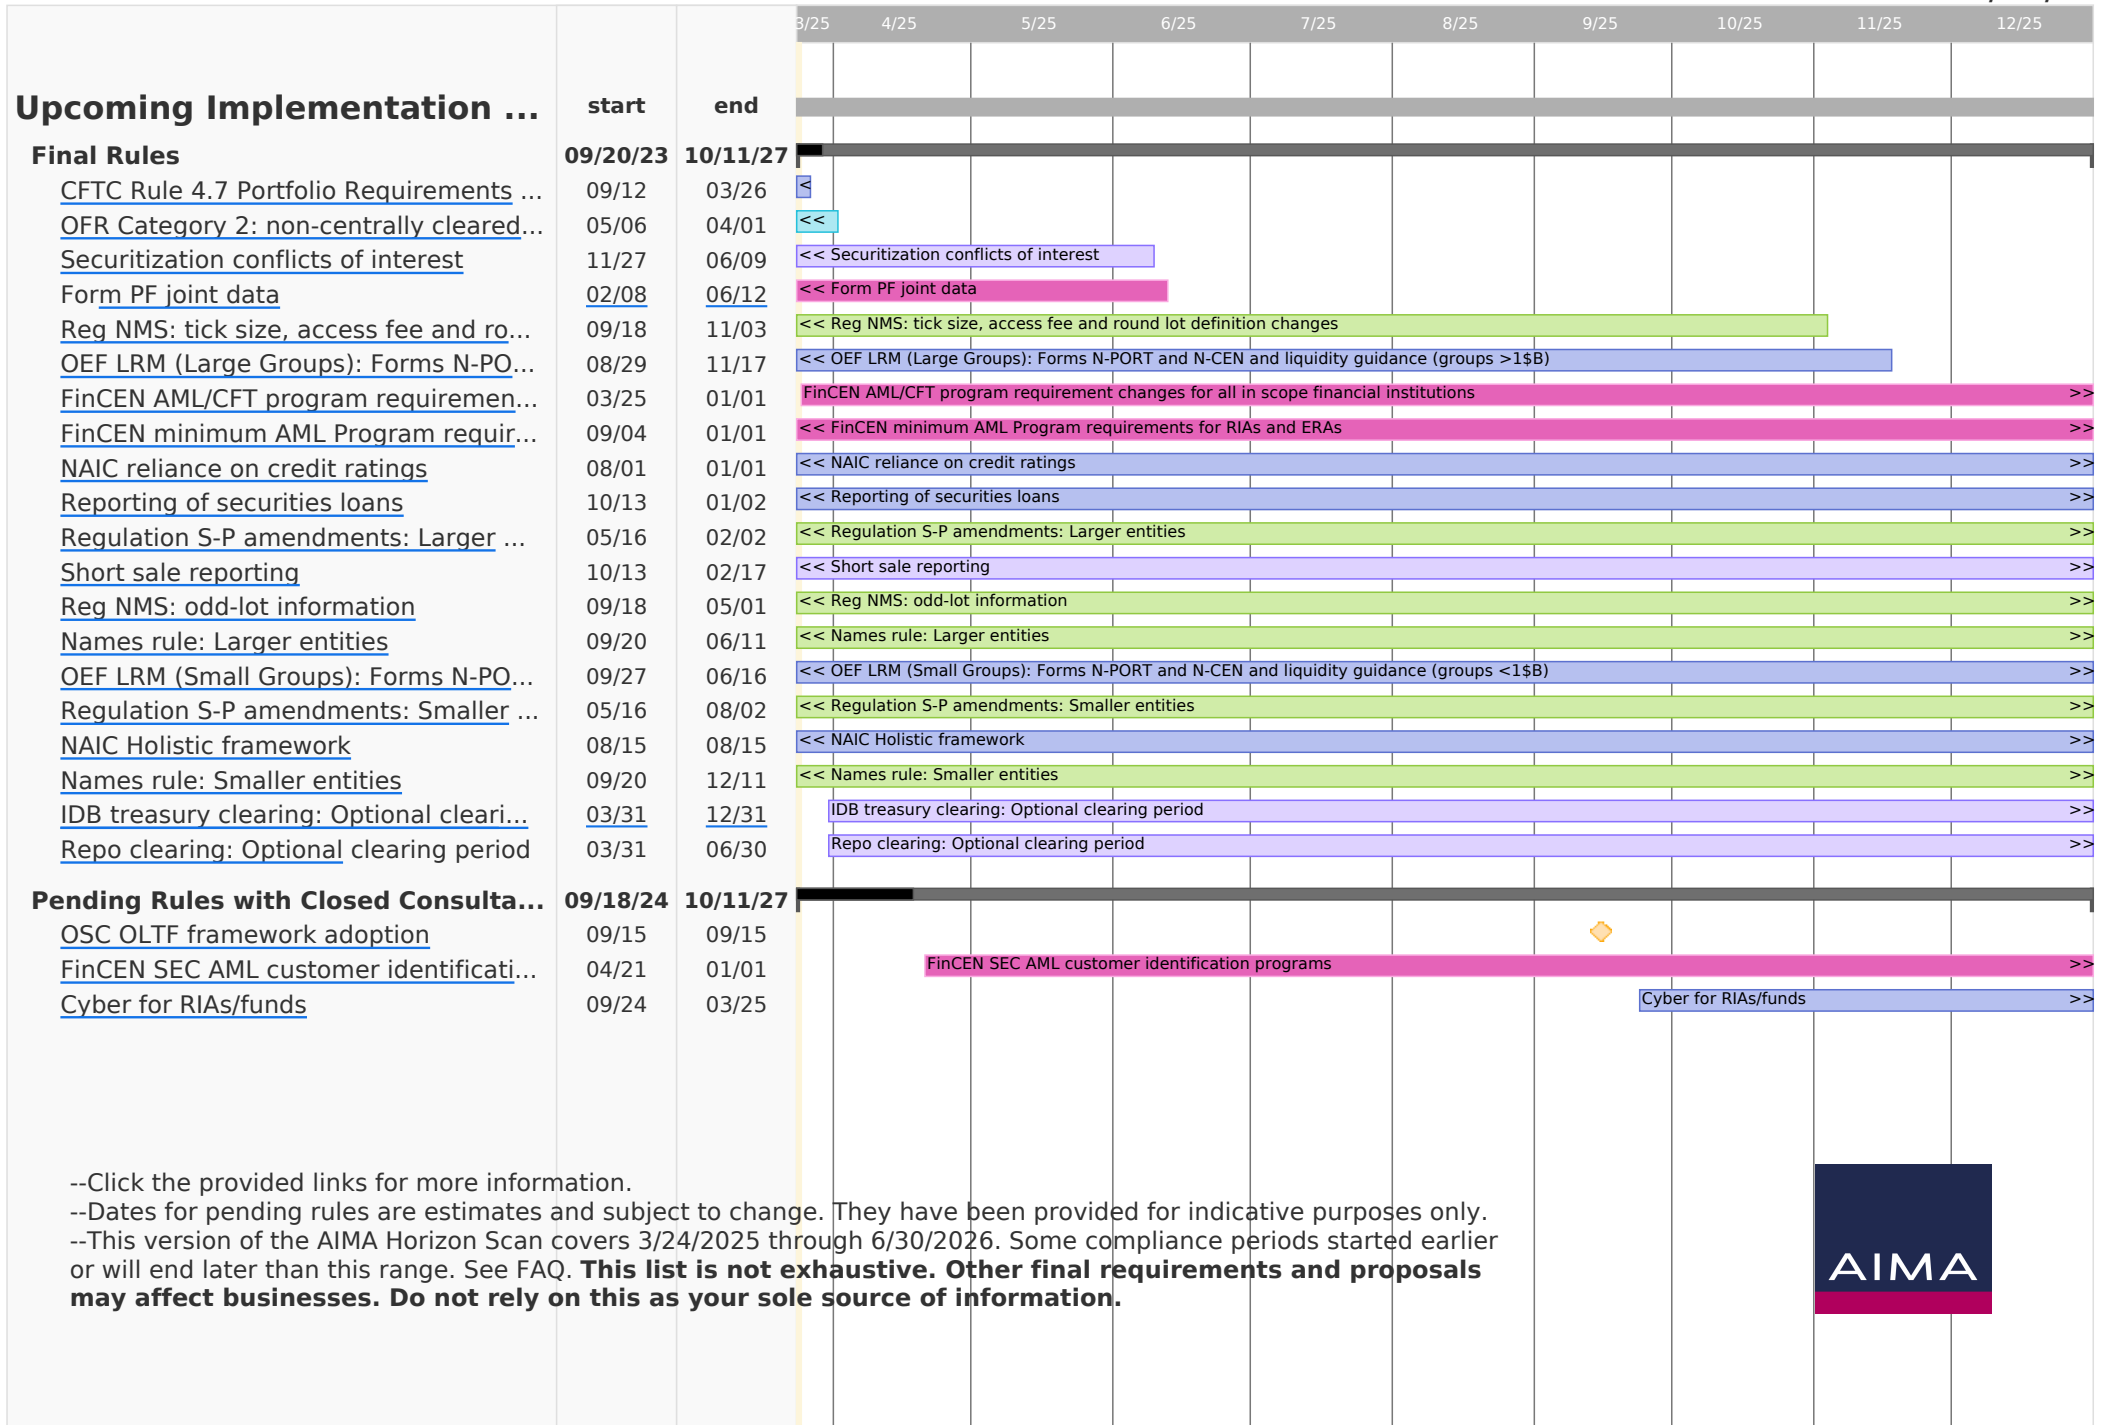 3/25 4/25 5/25 6/25 7/25 8/25 9/25 10/25 11/25 12/25
Upcoming Implementation ... start end
Final Rules 09/20/23 10/11/27
CFTC Rule 4.7 Portfolio Requirements ... 09/12 03/26 <
OFR Category 2: non-centrally cleared... 05/06 04/01 <<
Securitization conflicts of interest 11/27 06/09 << Securitization conflicts of interest
Form PF joint data 02/08 06/12 << Form PF joint data
Reg NMS: tick size, access fee and ro... 09/18 11/03 << Reg NMS: tick size, access fee and round lot definition changes
OEF LRM (Large Groups): Forms N-PO... 08/29 11/17 << OEF LRM (Large Groups): Forms N-PORT and N-CEN and liquidity guidance (groups >1$B)
FinCEN AML/CFT program requiremen... 03/25 01/01 FinCEN AML/CFT program requirement changes for all in scope financial institutions >>
FinCEN minimum AML Program requir... 09/04 01/01 << FinCEN minimum AML Program requirements for RIAs and ERAs >>
NAIC reliance on credit ratings 08/01 01/01 << NAIC reliance on credit ratings >>
Reporting of securities loans 10/13 01/02 << Reporting of securities loans >>
Regulation S-P amendments: Larger ... 05/16 02/02 << Regulation S-P amendments: Larger entities >>
Short sale reporting 10/13 02/17 << Short sale reporting >>
Reg NMS: odd-lot information 09/18 05/01 << Reg NMS: odd-lot information >>
Names rule: Larger entities 09/20 06/11 << Names rule: Larger entities >>
OEF LRM (Small Groups): Forms N-PO... 09/27 06/16 << OEF LRM (Small Groups): Forms N-PORT and N-CEN and liquidity guidance (groups <1$B) >>
Regulation S-P amendments: Smaller ... 05/16 08/02 << Regulation S-P amendments: Smaller entities >>
NAIC Holistic framework 08/15 08/15 << NAIC Holistic framework >>
Names rule: Smaller entities 09/20 12/11 << Names rule: Smaller entities >>
IDB treasury clearing: Optional cleari... 03/31 12/31 IDB treasury clearing: Optional clearing period >>
Repo clearing: Optional clearing period 03/31 06/30 Repo clearing: Optional clearing period >>
Pending Rules with Closed Consulta... 09/18/24 10/11/27
OSC OLTF framework adoption 09/15 09/15
FinCEN SEC AML customer identificati... 04/21 01/01 FinCEN SEC AML customer identification programs >>
Cyber for RIAs/funds 09/24 03/25 Cyber for RIAs/funds >>
--Click the provided links for more information.
--Dates for pending rules are estimates and subject to change. They have been provided for indicative purposes only.
--This version of the AIMA Horizon Scan covers 3/24/2025 through 6/30/2026. Some compliance periods started earlier
or will end later than this range. See FAQ. This list is not exhaustive. Other final requirements and proposals
may affect businesses. Do not rely on this as your sole source of information.
AIMA